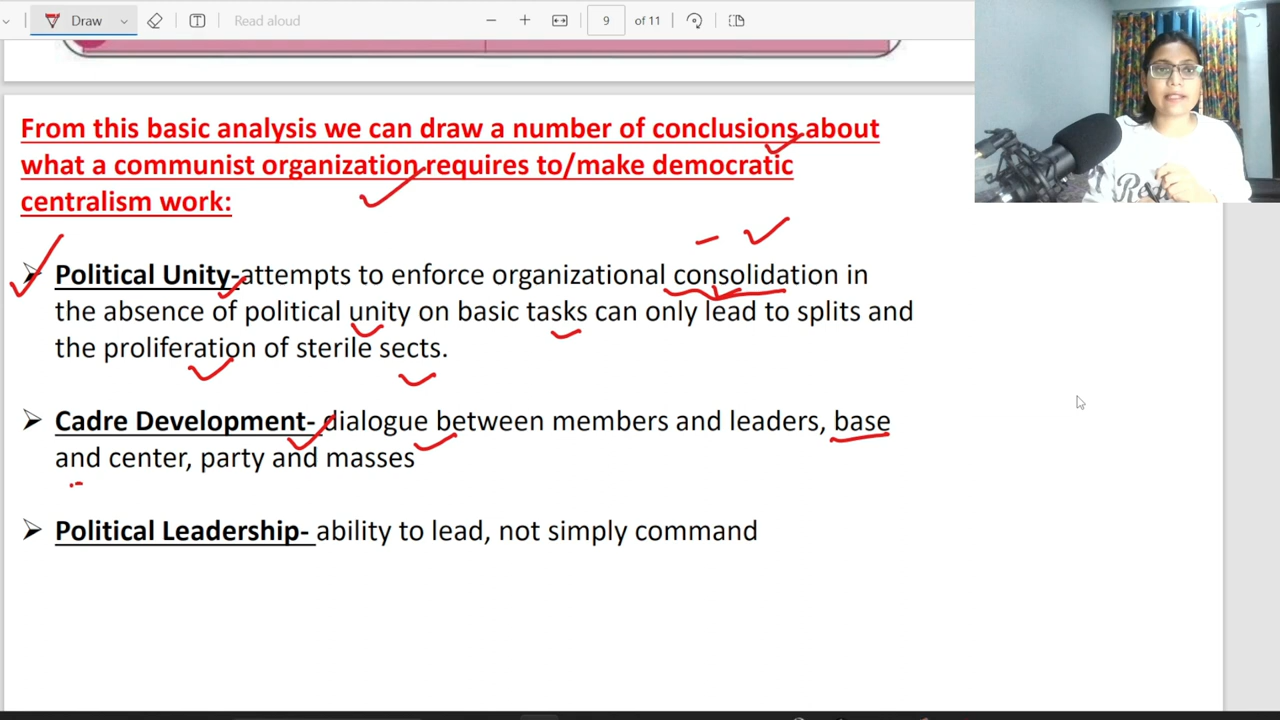 Draw
Read aloud
9 of 11
From this basic analysis we can draw a number of conclusions about
what a communist organization requires to/make democratic
centralism work:
➢ Political Unity-attempts to enforce organizational consolidation in
the absence of political unity on basic tasks can only lead to splits and
the proliferation of sterile sects.
➢ Cadre Development- dialogue between members and leaders, base
and center, party and masses
➢ Political Leadership- ability to lead, not simply command